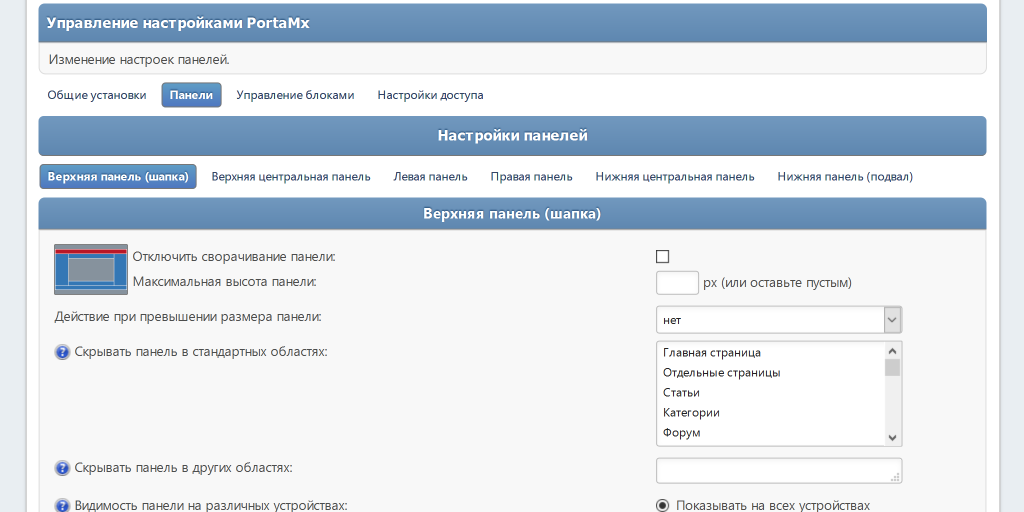 Управление настройками PortaMx
Изменение настроек панелей.
Общие установки Панели Управление блоками Настройки доступа
Настройки панелей
Верхняя панель (шапка) Верхняя центральная панель Левая панель Правая панель Нижняя центральная панель Нижняя панель (подвал)
Верхняя панель (шапка)
Отключить сворачивание панели:
Максимальная высота панели: px (или оставьте пустым)
Действие при превышении размера панели: нет
Скрывать панель в стандартных областях: Главная страница
Отдельные страницы
Статьи
Категории
Форум
Скрывать панель в других областях:
Видимость панели на различных устройствах: Показывать на всех устройствах